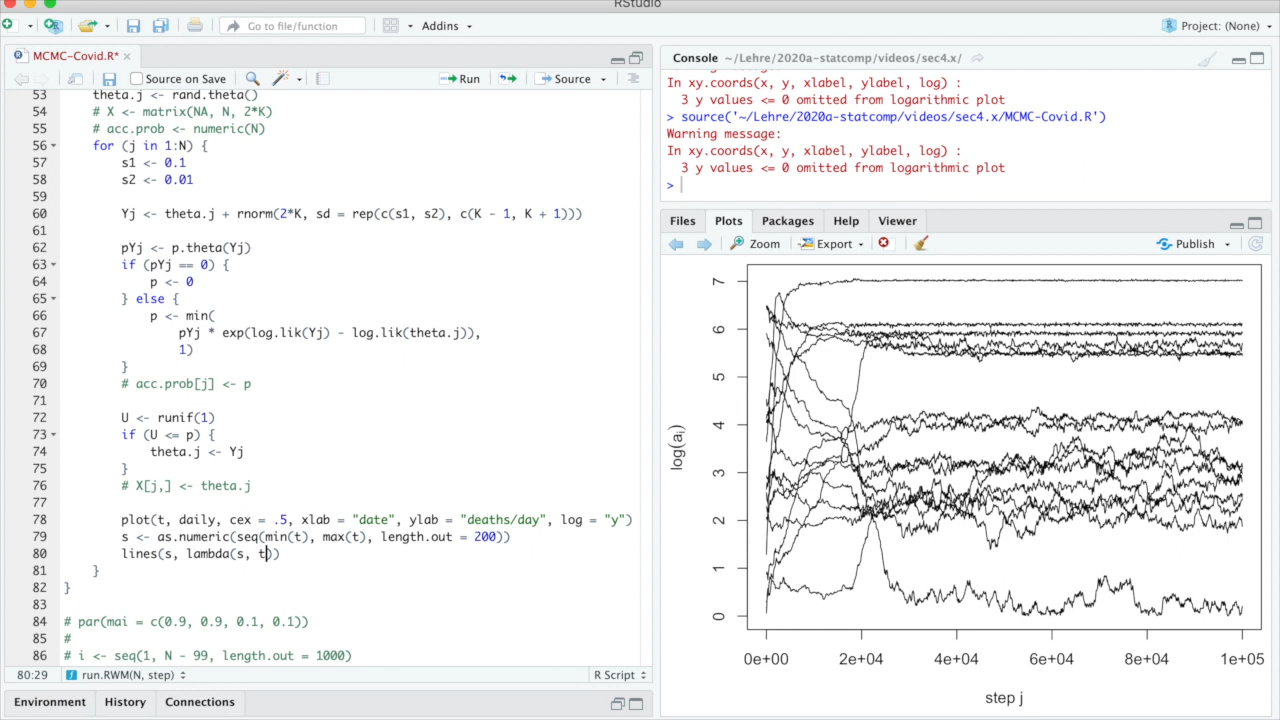 RStudio
Go to file/function
Addins
Project: (None)
MCMC-Covid.R*
Source on Save
Run
Source
53 theta.j <- rand.theta()
54 # X <- matrix(NA, N, 2*K)
55 # acc.prob <- numeric(N)
56 for (j in 1:N) {
57 s1 <- 0.1
58 s2 <- 0.01
59
60 Yj <- theta.j + rnorm(2*K, sd = rep(c(s1, s2), c(K - 1, K + 1)))
61
62 pYj <- p.theta(Yj)
63 if (pYj == 0) {
64 p <- 0
65 } else {
66 p <- min(
67 pYj * exp(log.lik(Yj) - log.lik(theta.j)),
68 1)
69 }
70 # acc.prob[j] <- p
71
72 U <- runif(1)
73 if (U <= p) {
74 theta.j <- Yj
75 }
76 # X[j,] <- theta.j
77
78 plot(t, daily, cex = .5, xlab = "date", ylab = "deaths/day", log = "y")
79 s <- as.numeric(seq(min(t), max(t), length.out = 200))
80 lines(s, lambda(s, t))
81 }
82 }
83
84 # par(mai = c(0.9, 0.9, 0.1, 0.1))
85 #
86 # i <- seq(1, N - 99, length.out = 1000)
80:29 run.RWM(N, step) R Script
Environment History Connections
Console ~/Lehre/2020a-statcomp/videos/sec4.x/
In xy.coords(x, y, xlabel, ylabel, log) :
3 y values <= 0 omitted from logarithmic plot
> source('~/Lehre/2020a-statcomp/videos/sec4.x/MCMC-Covid.R')
Warning message:
In xy.coords(x, y, xlabel, ylabel, log) :
3 y values <= 0 omitted from logarithmic plot
>
Files Plots Packages Help Viewer
Zoom Export Publish
7
6
5
4
3
2
1
0
log(aᵢ)
0e+00 2e+04 4e+04 6e+04 8e+04 1e+05
step j